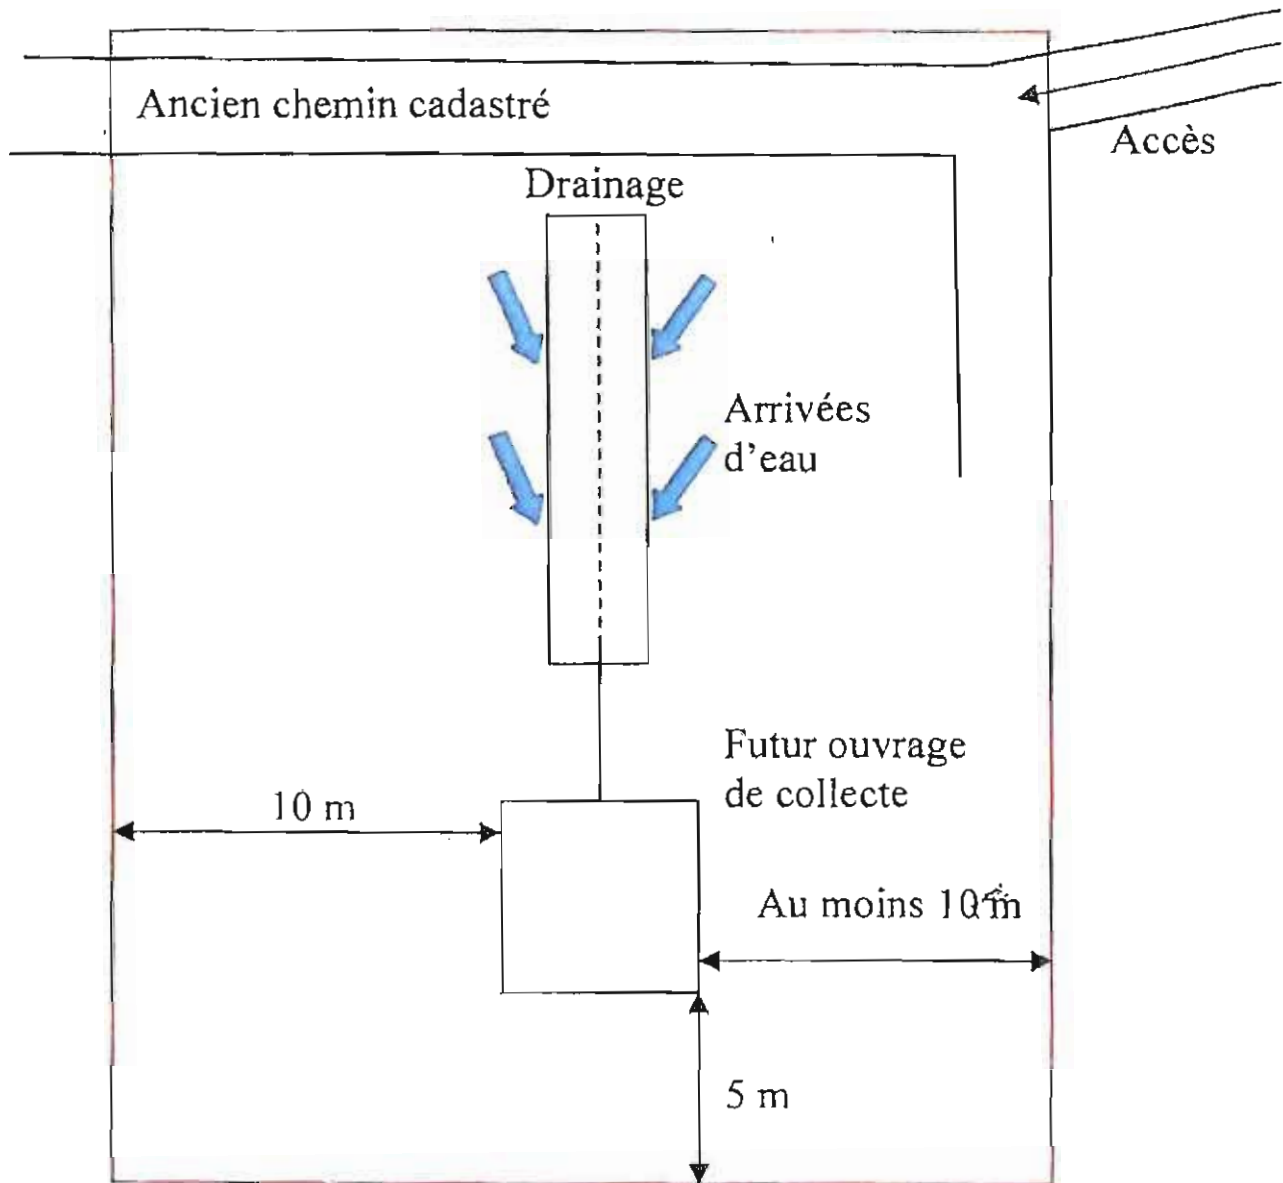 Ancien chemin cadastré
Accès
Drainage
Arrivées
d'eau
Futur ouvrage
de collecte
10 m
Au moins 10 m
5 m